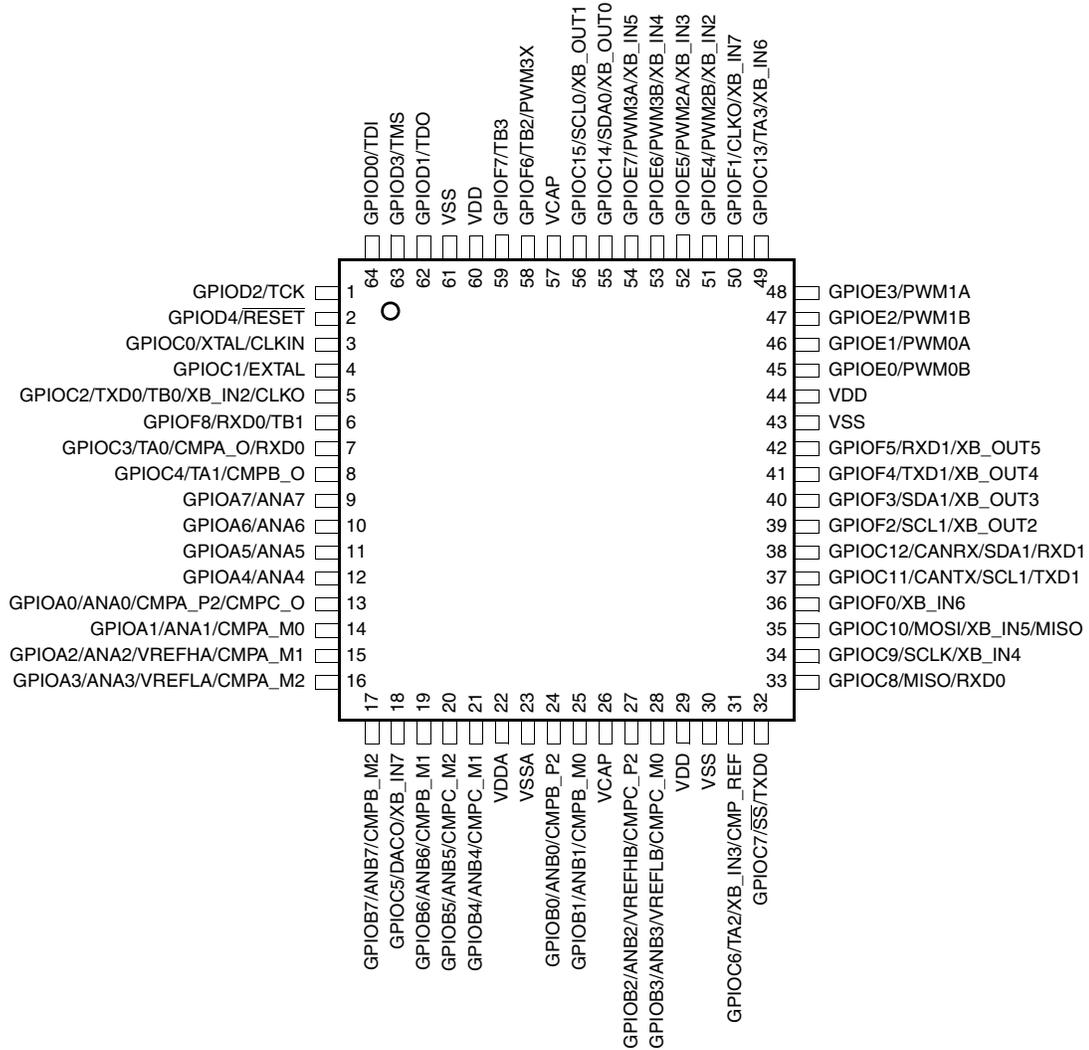 GPIOD0/TDI
GPIOD3/TMS
GPIOD1/TDO
VSS
VDD
GPIOF7/TB3
GPIOF6/TB2/PWM3X
VCAP
GPIOC15/SCL0/XB_OUT1
GPIOC14/SDA0/XB_OUT0
GPIOE7/PWM3A/XB_IN5
GPIOE6/PWM3B/XB_IN4
GPIOE5/PWM2A/XB_IN3
GPIOE4/PWM2B/XB_IN2
GPIOF1/CLKO/XB_IN7
GPIOC13/TA3/XB_IN6
64
63
62
61
60
59
58
57
56
55
54
53
52
51
50
49
GPIOD2/TCK 1
GPIOD4/RESET 2
GPIOC0/XTAL/CLKIN 3
GPIOC1/EXTAL 4
GPIOC2/TXD0/TB0/XB_IN2/CLKO 5
GPIOF8/RXD0/TB1 6
GPIOC3/TA0/CMPA_O/RXD0 7
GPIOC4/TA1/CMPB_O 8
GPIOA7/ANA7 9
GPIOA6/ANA6 10
GPIOA5/ANA5 11
GPIOA4/ANA4 12
GPIOA0/ANA0/CMPA_P2/CMPC_O 13
GPIOA1/ANA1/CMPA_M0 14
GPIOA2/ANA2/VREFHA/CMPA_M1 15
GPIOA3/ANA3/VREFLA/CMPA_M2 16
48 GPIOE3/PWM1A
47 GPIOE2/PWM1B
46 GPIOE1/PWM0A
45 GPIOE0/PWM0B
44 VDD
43 VSS
42 GPIOF5/RXD1/XB_OUT5
41 GPIOF4/TXD1/XB_OUT4
40 GPIOF3/SDA1/XB_OUT3
39 GPIOF2/SCL1/XB_OUT2
38 GPIOC12/CANRX/SDA1/RXD1
37 GPIOC11/CANTX/SCL1/TXD1
36 GPIOF0/XB_IN6
35 GPIOC10/MOSI/XB_IN5/MISO
34 GPIOC9/SCLK/XB_IN4
33 GPIOC8/MISO/RXD0
17
18
19
20
21
22
23
24
25
26
27
28
29
30
31
32
GPIOB7/ANB7/CMPB_M2
GPIOC5/DACO/XB_IN7
GPIOB6/ANB6/CMPB_M1
GPIOB5/ANB5/CMPC_M2
GPIOB4/ANB4/CMPC_M1
VDDA
VSSA
GPIOB0/ANB0/CMPB_P2
GPIOB1/ANB1/CMPB_M0
VCAP
GPIOB2/ANB2/VREFHB/CMPC_P2
GPIOB3/ANB3/VREFLB/CMPC_M0
VDD
VSS
GPIOC6/TA2/XB_IN3/CMP_REF
GPIOC7/SS/TXD0